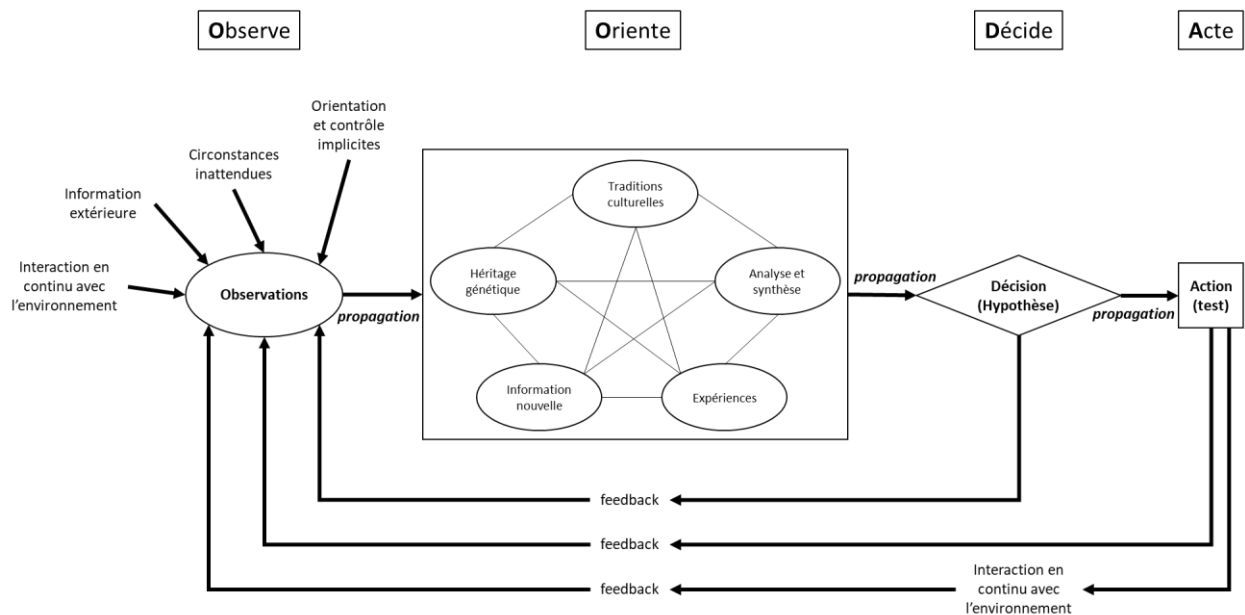 Observe
Oriente
Décide
Acte
Orientation
et contrôle
implicites
Circonstances
inattendues
Information
extérieure
Interaction en
continu avec
l'environnement
Observations
propagation
Traditions
culturelles
Héritage
génétique
Analyse et
synthèse
Information
nouvelle
Expériences
propagation
Décision
(Hypothèse)
propagation
Action
(test)
feedback
feedback
feedback
Interaction en
continu avec
l'environnement